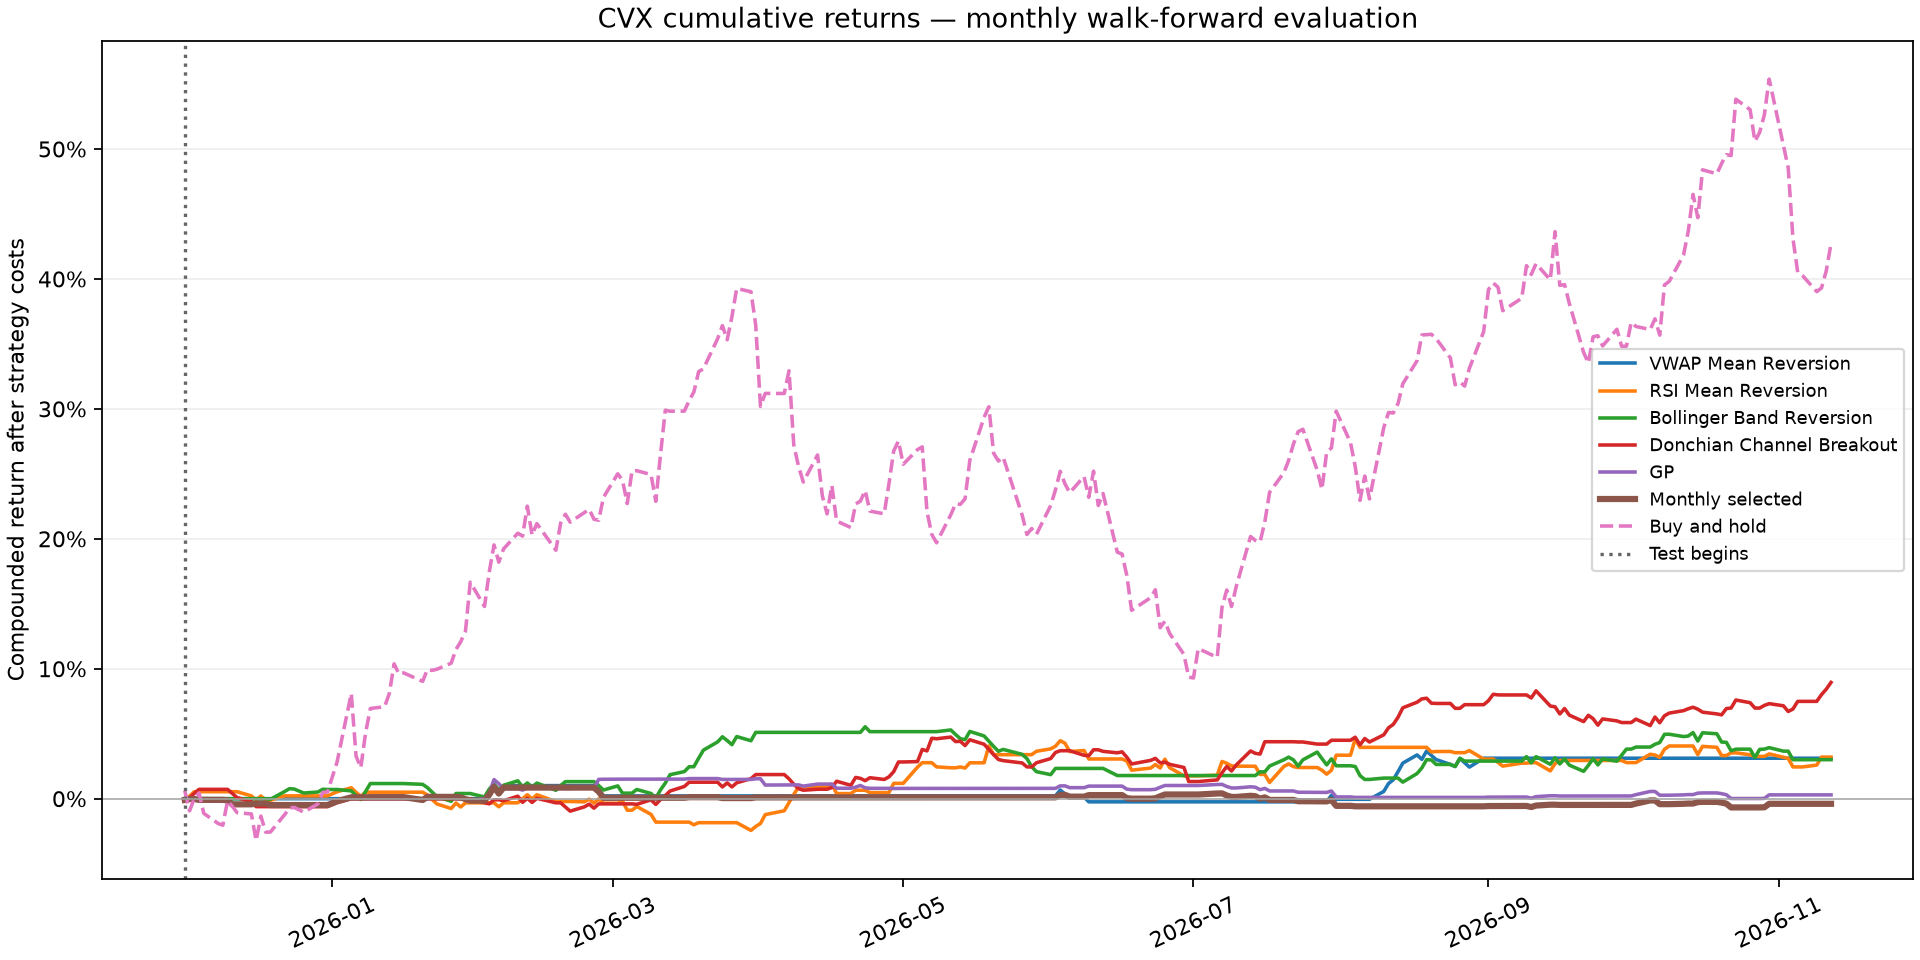 CVX cumulative returns — monthly walk-forward evaluation
Compounded return after strategy costs
50%
40%
30%
20%
10%
0%
VWAP Mean Reversion
RSI Mean Reversion
Bollinger Band Reversion
Donchian Channel Breakout
GP
Monthly selected
Buy and hold
Test begins
2026-01
2026-03
2026-05
2026-07
2026-09
2026-11